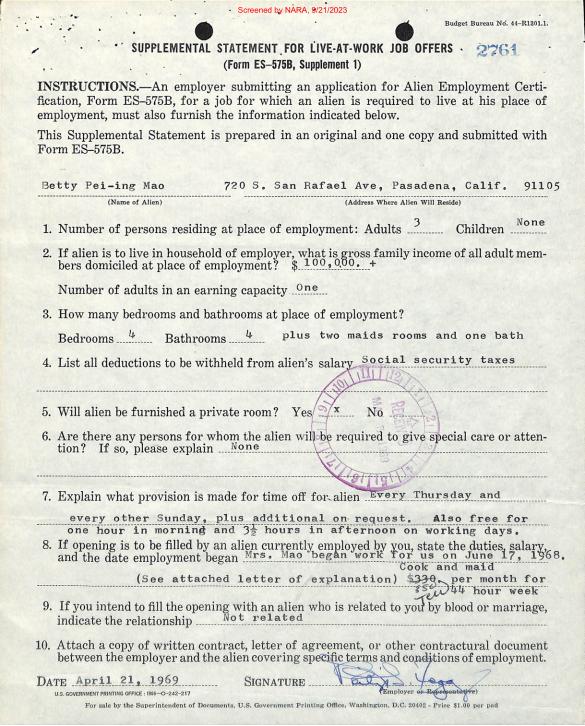 Screened by NARA, 9/21/2023
Budget Bureau No. 44–R1301.1.
SUPPLEMENTAL STATEMENT FOR LIVE-AT-WORK JOB OFFERS
2761
(Form ES–575B, Supplement 1)
INSTRUCTIONS.—An employer submitting an application for Alien Employment Certi-
fication, Form ES–575B, for a job for which an alien is required to live at his place of
employment, must also furnish the information indicated below.
This Supplemental Statement is prepared in an original and one copy and submitted with
Form ES–575B.
Betty Pei-ing Mao 720 S. San Rafael Ave, Pasadena, Calif. 91105
(Name of Alien) (Address Where Alien Will Reside)
1. Number of persons residing at place of employment: Adults 3 Children None
2. If alien is to live in household of employer, what is gross family income of all adult mem-
bers domiciled at place of employment? $ 100,000. +
Number of adults in an earning capacity One
3. How many bedrooms and bathrooms at place of employment?
Bedrooms 4 Bathrooms 4 plus two maids rooms and one bath
4. List all deductions to be withheld from alien's salary Social security taxes
5. Will alien be furnished a private room? Yes x No
6. Are there any persons for whom the alien will be required to give special care or atten-
tion? If so, please explain None
7. Explain what provision is made for time off for alien Every Thursday and
every other Sunday, plus additional on request. Also free for
one hour in morning and 3½ hours in afternoon on working days.
8. If opening is to be filled by an alien currently employed by you, state the duties, salary,
and the date employment began Mrs. Mao began work for us on June 17, 1968.
Cook and maid
(See attached letter of explanation) $330. per month for
350 44 hour week
9. If you intend to fill the opening with an alien who is related to you by blood or marriage,
indicate the relationship Not related
10. Attach a copy of written contract, letter of agreement, or other contractural document
between the employer and the alien covering specific terms and conditions of employment.
DATE April 21, 1969 SIGNATURE
(Employer or Representative)
U.S. GOVERNMENT PRINTING OFFICE : 1966—O-242-217
For sale by the Superintendent of Documents, U.S. Government Printing Office, Washington, D.C. 20402 - Price $1.00 per pad